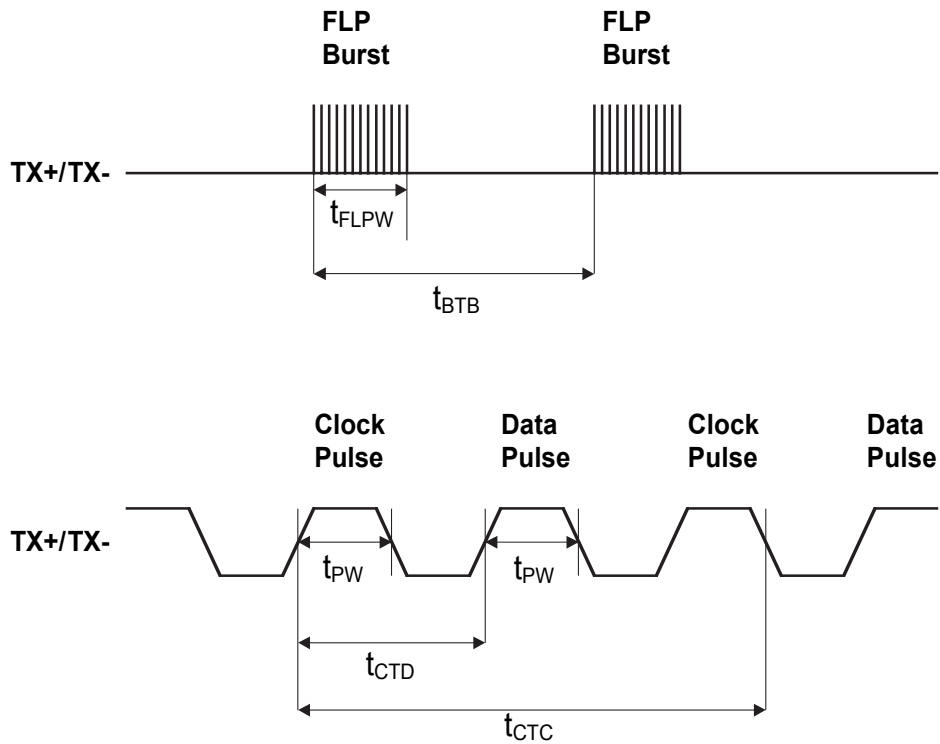 FLP
Burst
FLP
Burst
TX+/TX-
tFLPW
tBTB
Clock
Pulse
Data
Pulse
Clock
Pulse
Data
Pulse
TX+/TX-
tPW
tPW
tCTD
tCTC